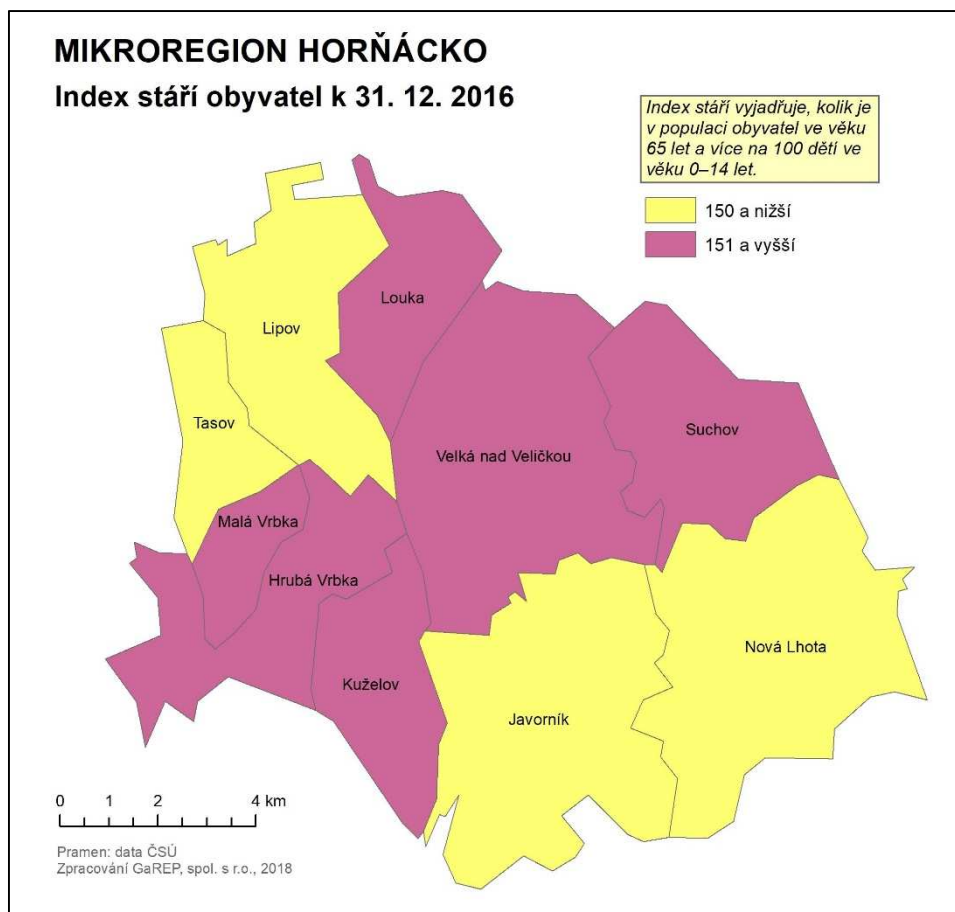 MIKROREGION HORŇÁCKO
Index stáří obyvatel k 31. 12. 2016
Index stáří vyjadřuje, kolik je
v populaci obyvatel ve věku
65 let a více na 100 dětí ve
věku 0–14 let.
150 a nižší
151 a vyšší
Louka
Lipov
Tasov
Suchov
Velká nad Veličkou
Malá Vrbka
Hrubá Vrbka
Nová Lhota
Kuželov
Javorník
0 1 2 4 km
Pramen: data ČSÚ
Zpracování GaREP, spol. s r.o., 2018